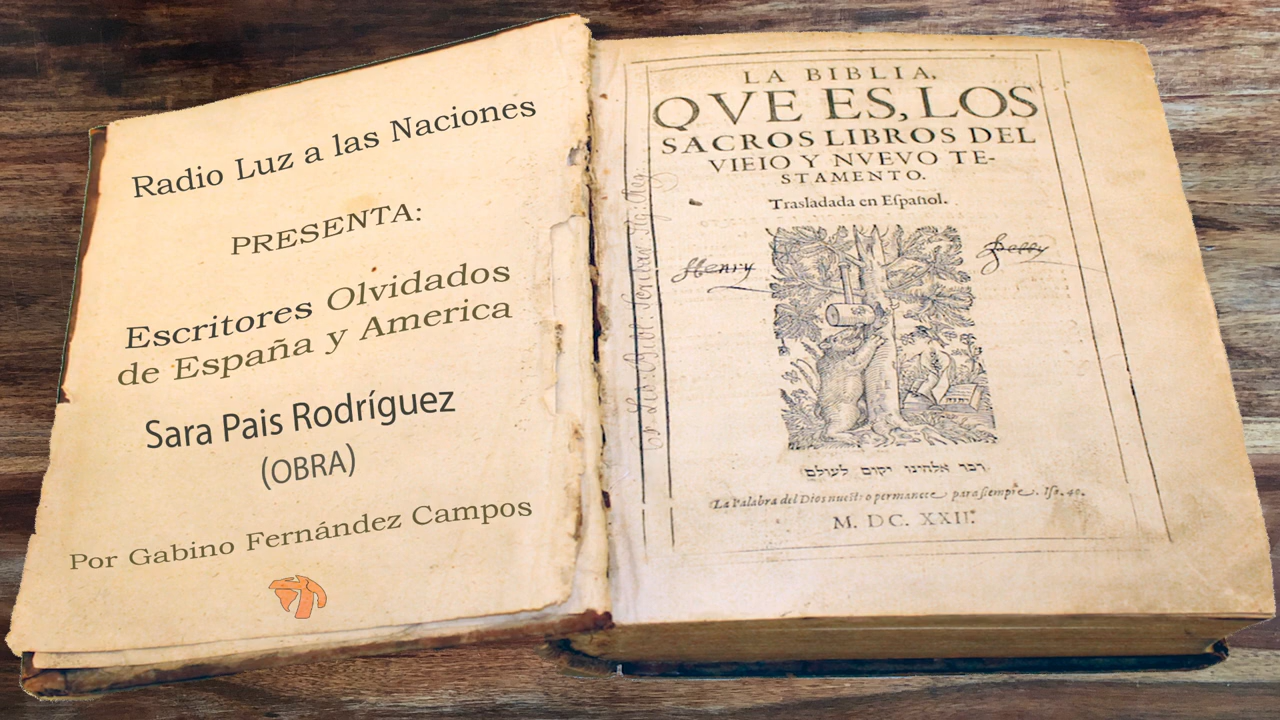 Radio Luz a las Naciones
PRESENTA:
Escritores Olvidados
de España y America
Sara Pais Rodríguez
(OBRA)
Por Gabino Fernández Campos
LA BIBLIA,
QVE ES, LOS
SACROS LIBROS DEL
VIEIO Y NVEVO TE-
STAMENTO.
Trasladada en Español.
Henry
דבר אלהינו יקום לעולם
La Palabra del Dios nuestro permanece para siempre. Iſa. 40.
M. DC. XXII.